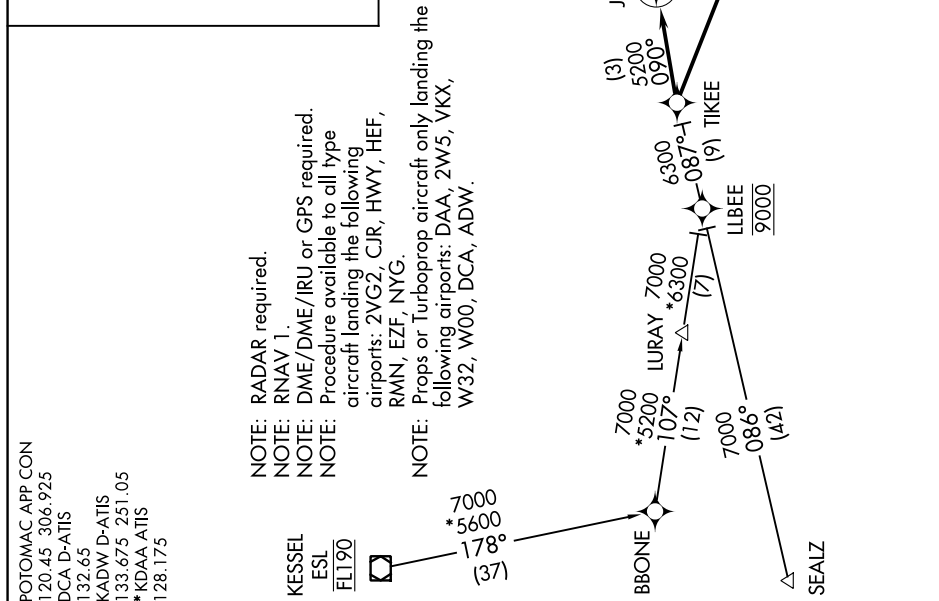 POTOMAC APP CON
120.45 306.925
DCA D-ATIS
132.65
KADW D-ATIS
133.675 251.05
* KDAA ATIS
128.175
NOTE: RADAR required.
NOTE: RNAV 1.
NOTE: DME/DME/IRU or GPS required.
NOTE: Procedure available to all type
aircraft landing the following
airports: 2VG2, CJR, HWY, HEF,
RMN, EZF, NYG.
NOTE: Props or Turboprop aircraft only landing the
following airports: DAA, 2W5, VKX,
W32, W00, DCA, ADW.
KESSEL
ESL
FL190
7000
*5600
178°
(37)
BBONE
7000
*5200
107°
(12)
LURAY
7000
*6300
(7)
SEALZ
7000
086°
(42)
LLBEE
9000
6300
087°
(9)
TIKEE
(3)
5200
090°
J